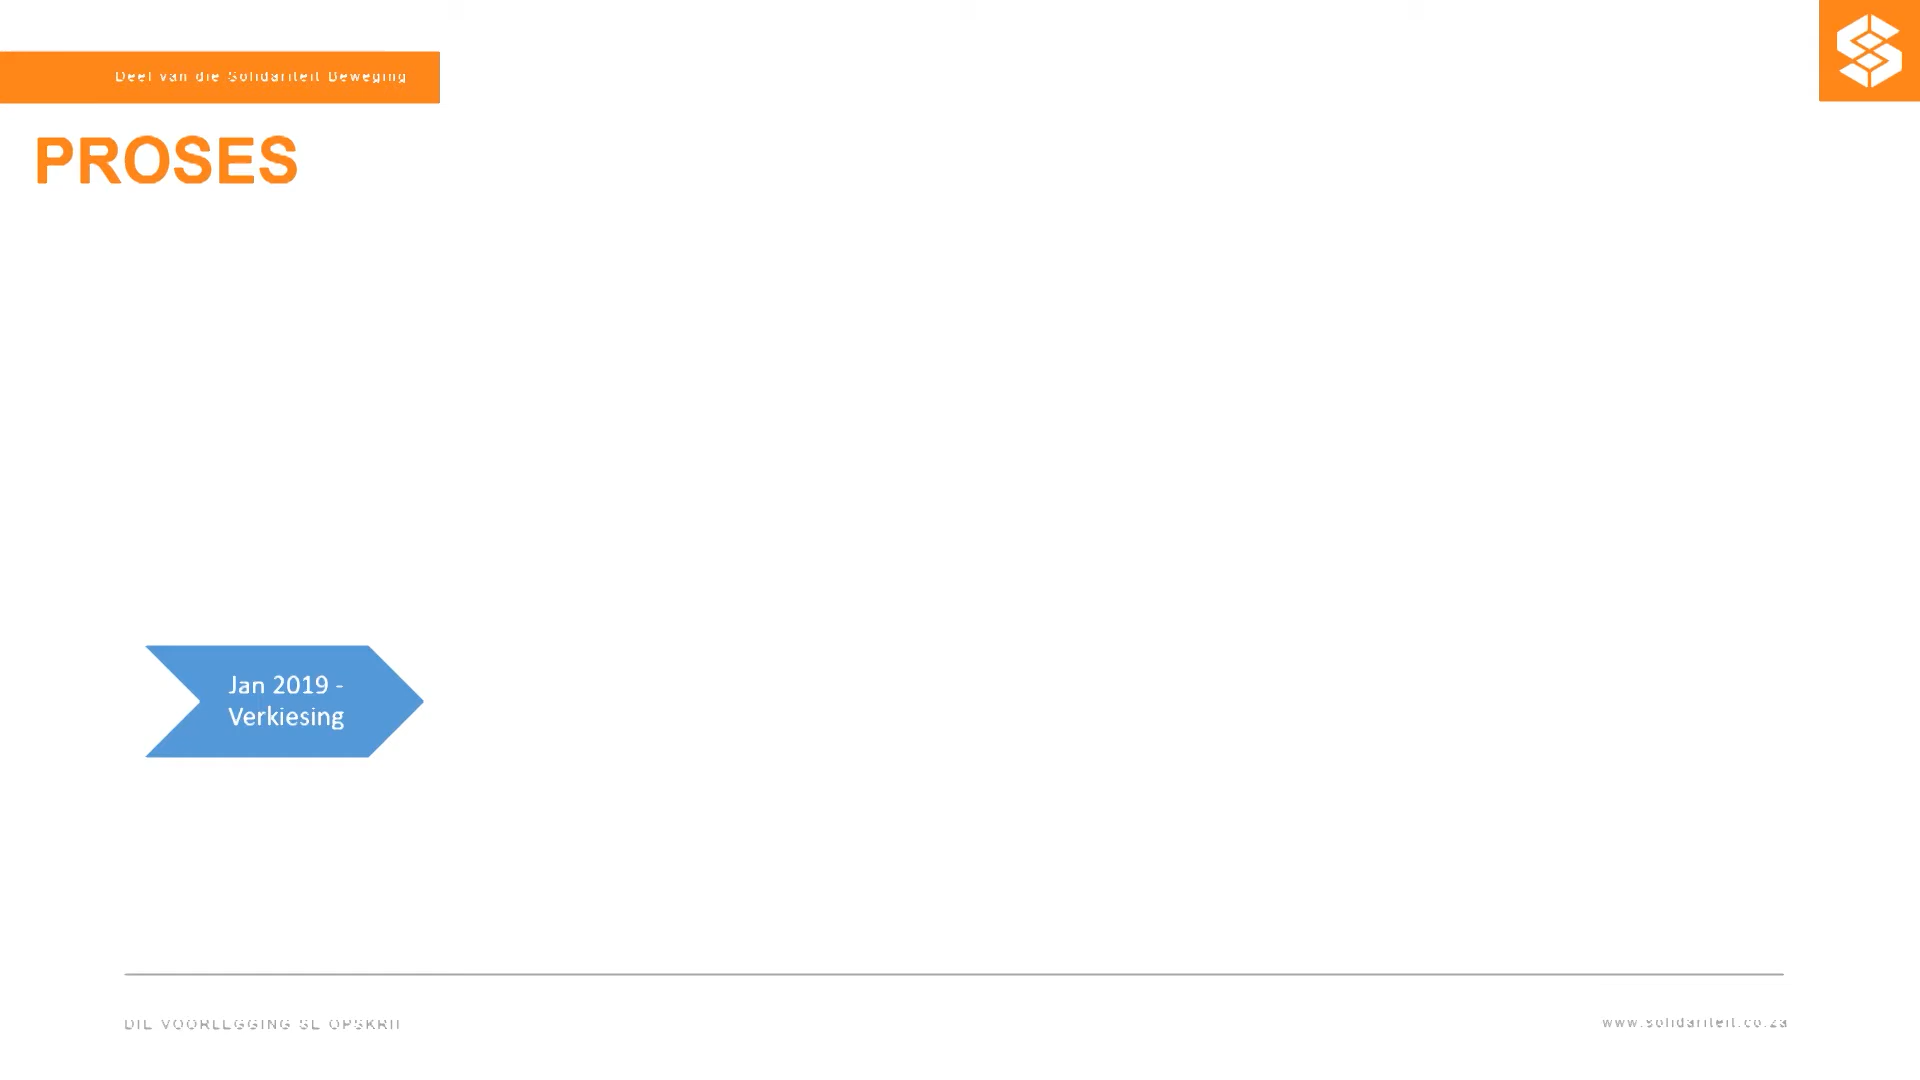 Deel van die Solidariteit Beweging
PROSES
Jan 2019 -
Verkiesing
DIE VOORLEGGING SE OPSKRIF
www.solidariteit.co.za